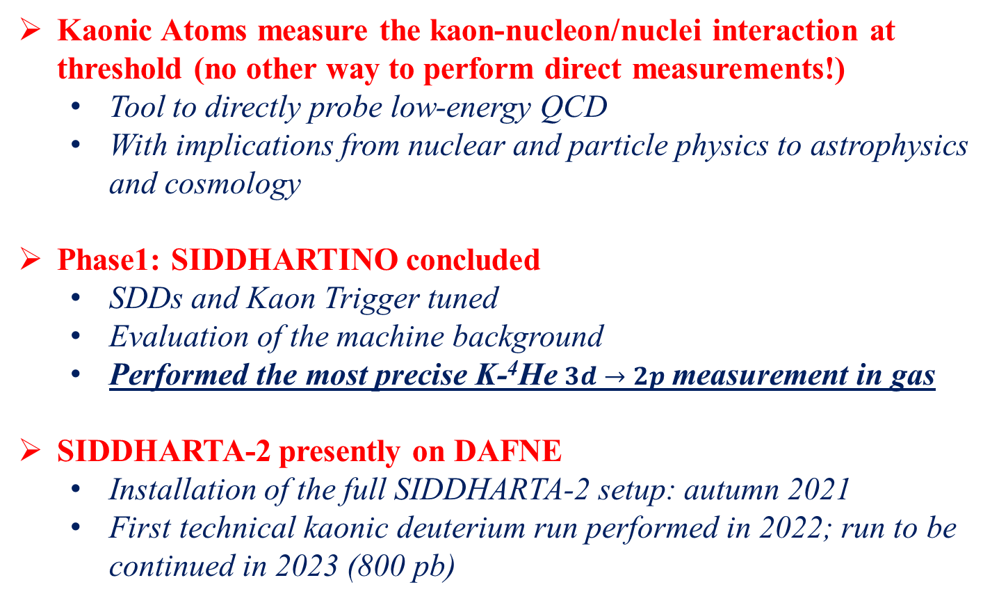 ➢ Kaonic Atoms measure the kaon-nucleon/nuclei interaction at
threshold (no other way to perform direct measurements!)
• Tool to directly probe low-energy QCD
• With implications from nuclear and particle physics to astrophysics
and cosmology
➢ Phase1: SIDDHARTINO concluded
• SDDs and Kaon Trigger tuned
• Evaluation of the machine background
• Performed the most precise K-⁴He 3d → 2p measurement in gas
➢ SIDDHARTA-2 presently on DAFNE
• Installation of the full SIDDHARTA-2 setup: autumn 2021
• First technical kaonic deuterium run performed in 2022; run to be
continued in 2023 (800 pb)